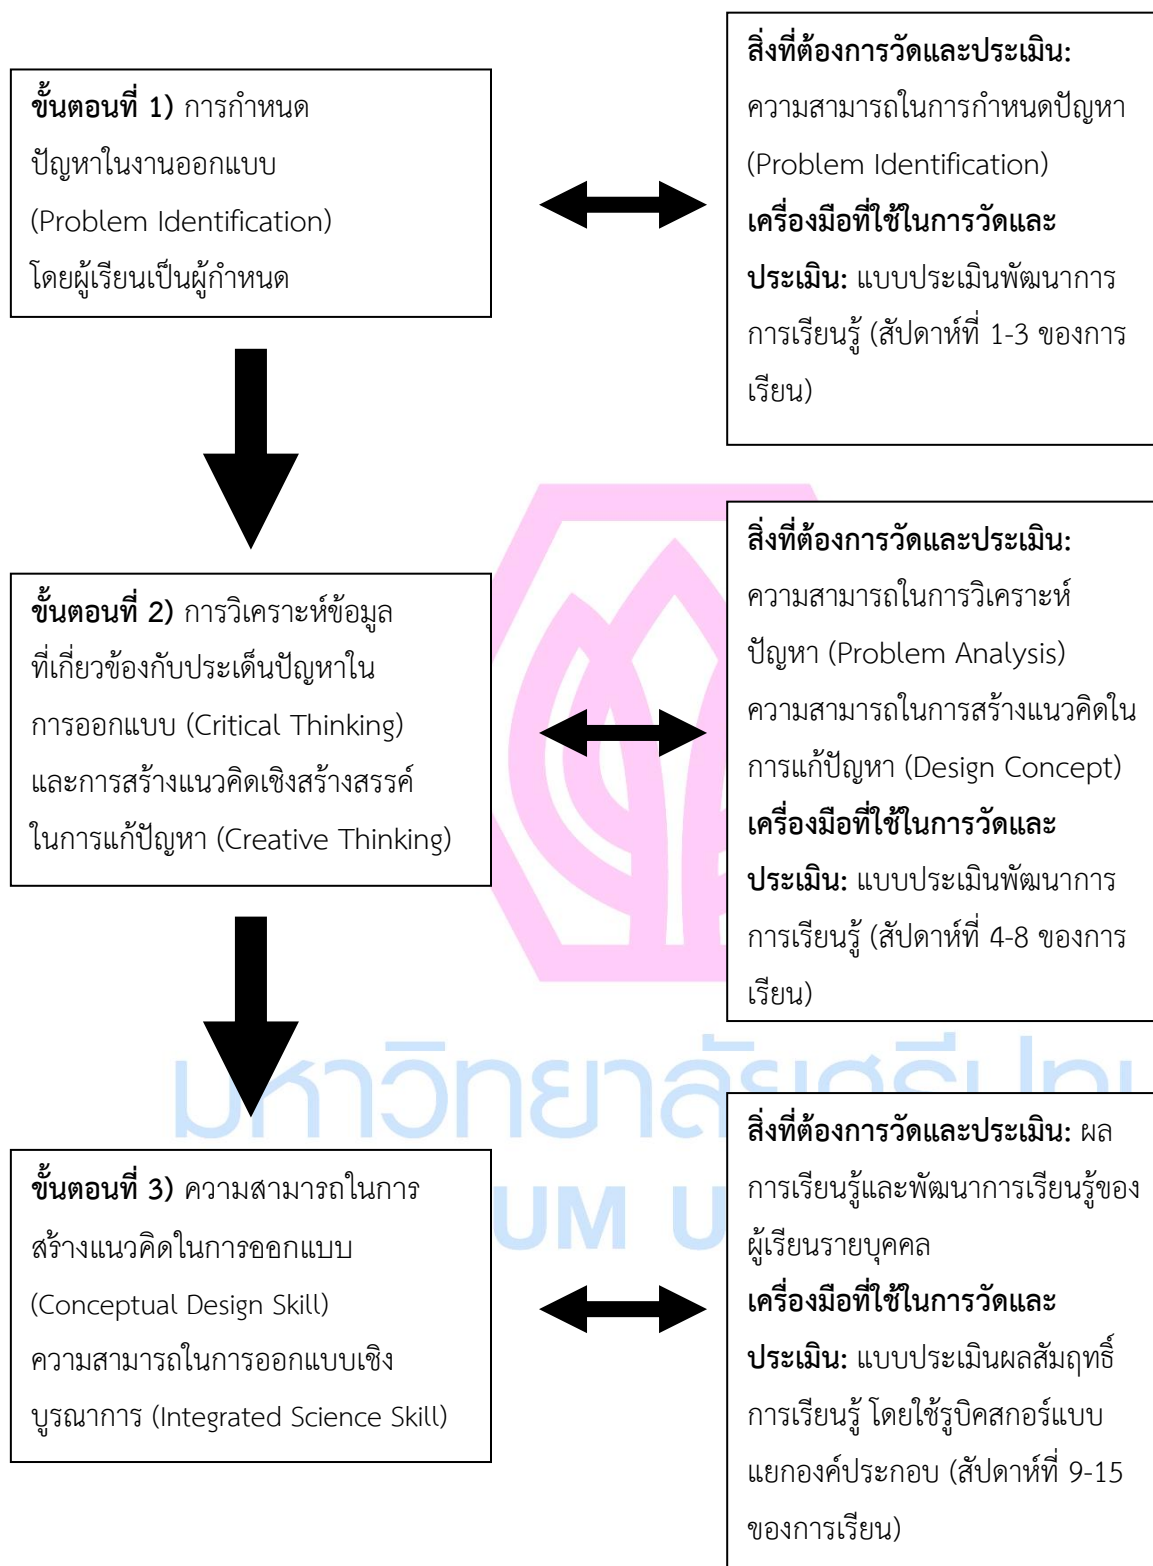 ขั้นตอนที่ 1) การกำหนด
ปัญหาในงานออกแบบ
(Problem Identification)
โดยผู้เรียนเป็นผู้กำหนด
สิ่งที่ต้องการวัดและประเมิน:
ความสามารถในการกำหนดปัญหา
(Problem Identification)
เครื่องมือที่ใช้ในการวัดและ
ประเมิน: แบบประเมินพัฒนาการ
การเรียนรู้ (สัปดาห์ที่ 1-3 ของการ
เรียน)
ขั้นตอนที่ 2) การวิเคราะห์ข้อมูล
ที่เกี่ยวข้องกับประเด็นปัญหาใน
การออกแบบ (Critical Thinking)
และการสร้างแนวคิดเชิงสร้างสรรค์
ในการแก้ปัญหา (Creative Thinking)
สิ่งที่ต้องการวัดและประเมิน:
ความสามารถในการวิเคราะห์
ปัญหา (Problem Analysis)
ความสามารถในการสร้างแนวคิดใน
การแก้ปัญหา (Design Concept)
เครื่องมือที่ใช้ในการวัดและ
ประเมิน: แบบประเมินพัฒนาการ
การเรียนรู้ (สัปดาห์ที่ 4-8 ของการ
เรียน)
มหาวิทยาลัยศรีปทุม
ขั้นตอนที่ 3) ความสามารถในการ
สร้างแนวคิดในการออกแบบ
(Conceptual Design Skill)
ความสามารถในการออกแบบเชิง
บูรณาการ (Integrated Science Skill)
UM U
สิ่งที่ต้องการวัดและประเมิน: ผล
การเรียนรู้และพัฒนาการเรียนรู้ของ
ผู้เรียนรายบุคคล
เครื่องมือที่ใช้ในการวัดและ
ประเมิน: แบบประเมินผลสัมฤทธิ์
การเรียนรู้ โดยใช้รูบิคสกอร์แบบ
แยกองค์ประกอบ (สัปดาห์ที่ 9-15
ของการเรียน)